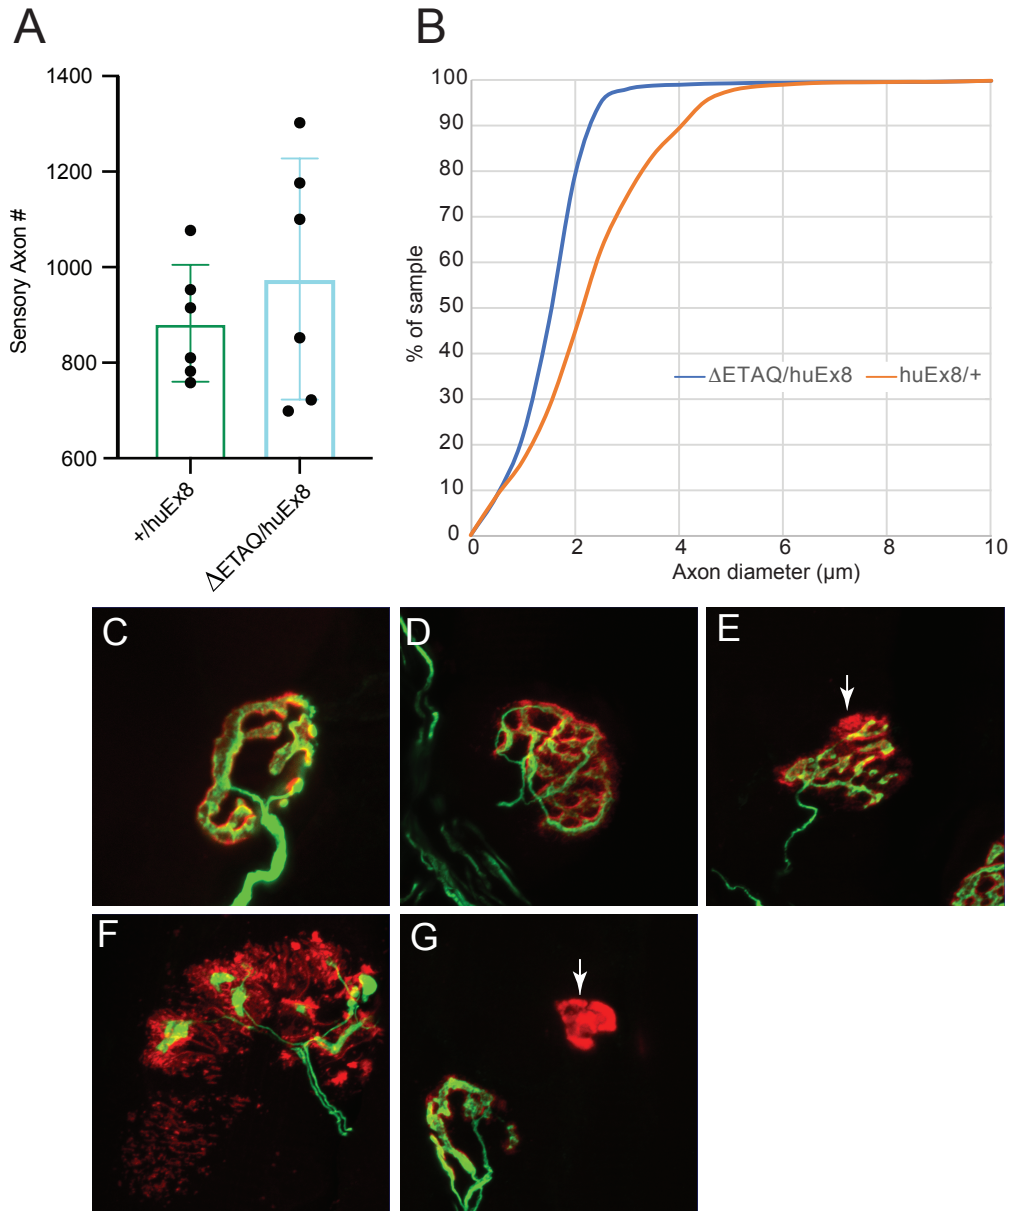 A
1400
1200
1000
800
600
Sensory Axon #
+/huEx8
ΔETAQ/huEx8
B
100
90
80
70
60
50
40
30
20
10
0
% of sample
ΔETAQ/huEx8
huEx8/+
0 2 4 6 8 10
Axon diameter (μm)
C
D
E
F
G